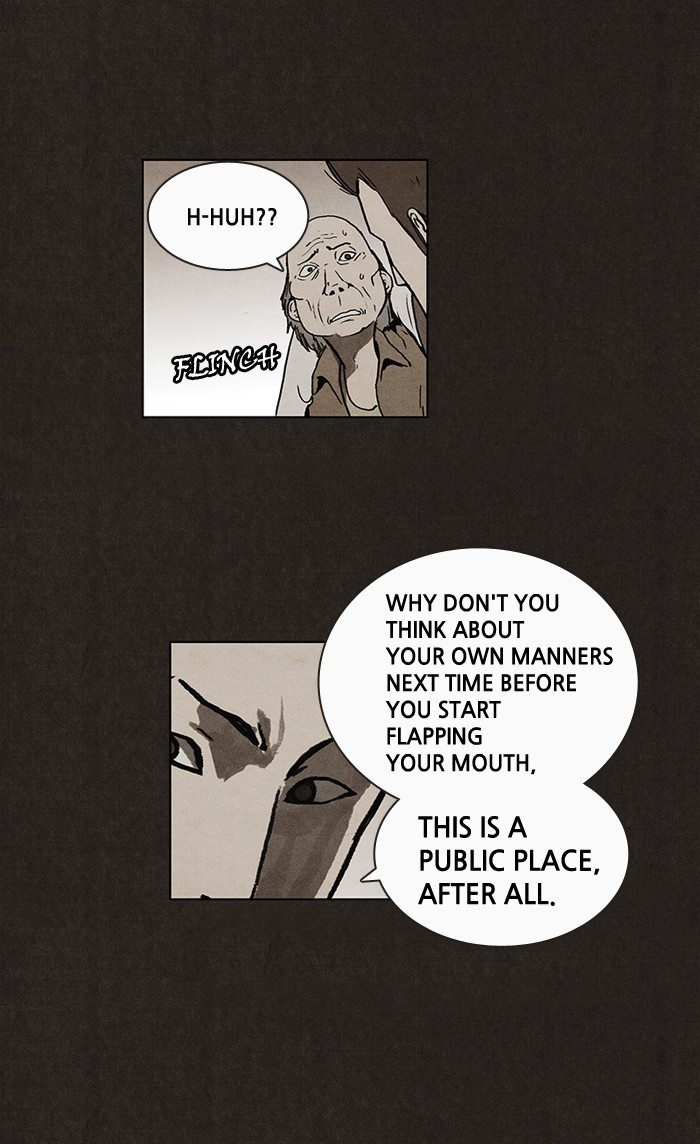 H-HUH??
FLINCH
WHY DON'T YOU
THINK ABOUT
YOUR OWN MANNERS
NEXT TIME BEFORE
YOU START
FLAPPING
YOUR MOUTH,
THIS IS A
PUBLIC PLACE,
AFTER ALL.